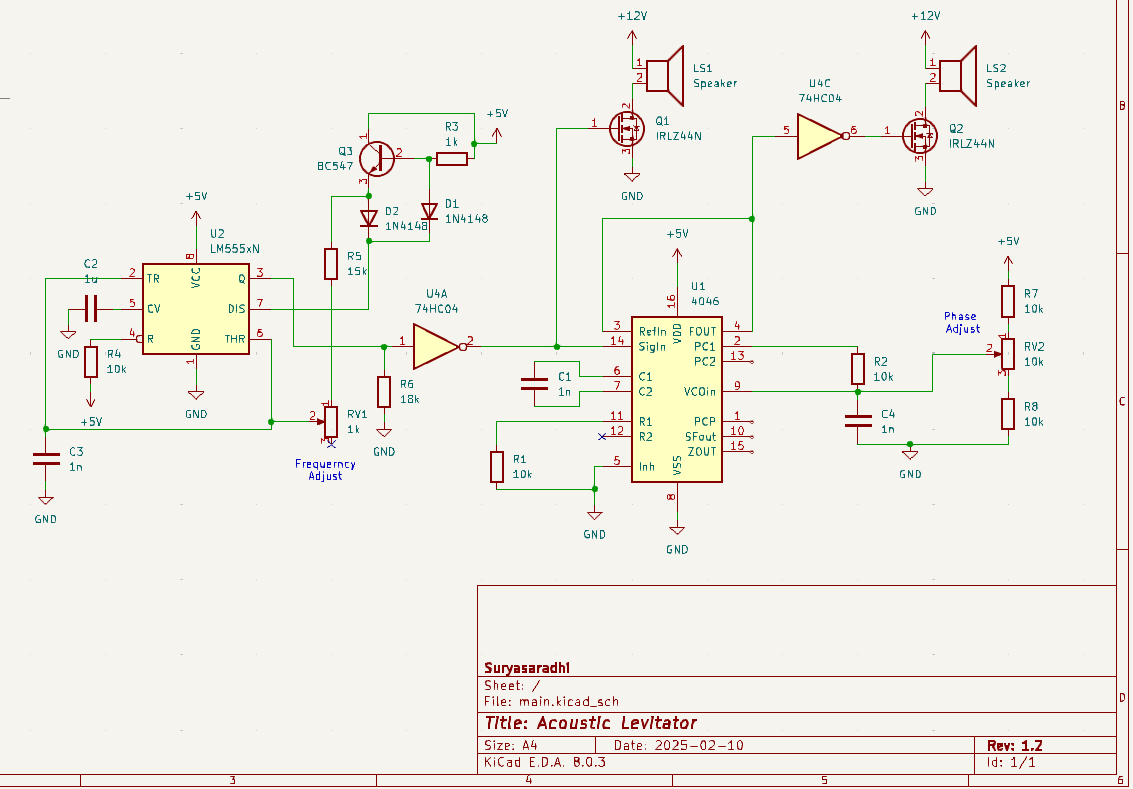 +12V
LS1
Speaker
1
2
Q1
IRLZ44N
1
2
3
GND
+12V
LS2
Speaker
1
2
U4C
74HC04
5
6
Q2
IRLZ44N
1
2
3
GND
B
+5V
R3
1k
Q3
BC547
1
2
3
D2
1N4148
D1
1N4148
R5
15k
+5V
U2
LM555xN
8
VCC
2
TR
5
CV
4
R
3
Q
7
DIS
6
THR
GND
1
GND
C2
1u
GND
R4
10k
+5V
C3
1n
GND
U4A
74HC04
1
2
R6
18k
GND
RV1
1k
1
2
3
Frequerncy
Adjust
+5V
U1
4046
16
VDD
3
RefIn
14
SigIn
6
C1
7
C2
11
R1
12
R2
5
Inh
4
FOUT
2
PC1
13
PC2
9
VCOin
1
PCP
10
SFout
15
ZOUT
VSS
8
GND
C1
1n
R1
10k
GND
R2
10k
C4
1n
GND
+5V
R7
10k
Phase
Adjust
RV2
10k
1
2
3
R8
10k
C
Suryasaradhi
Sheet: /
File: main.kicad_sch
Title: Acoustic Levitator
Size: A4
Date: 2025-02-10
Rev: 1.2
KiCad E.D.A. 8.0.3
Id: 1/1
D
3
4
5
6